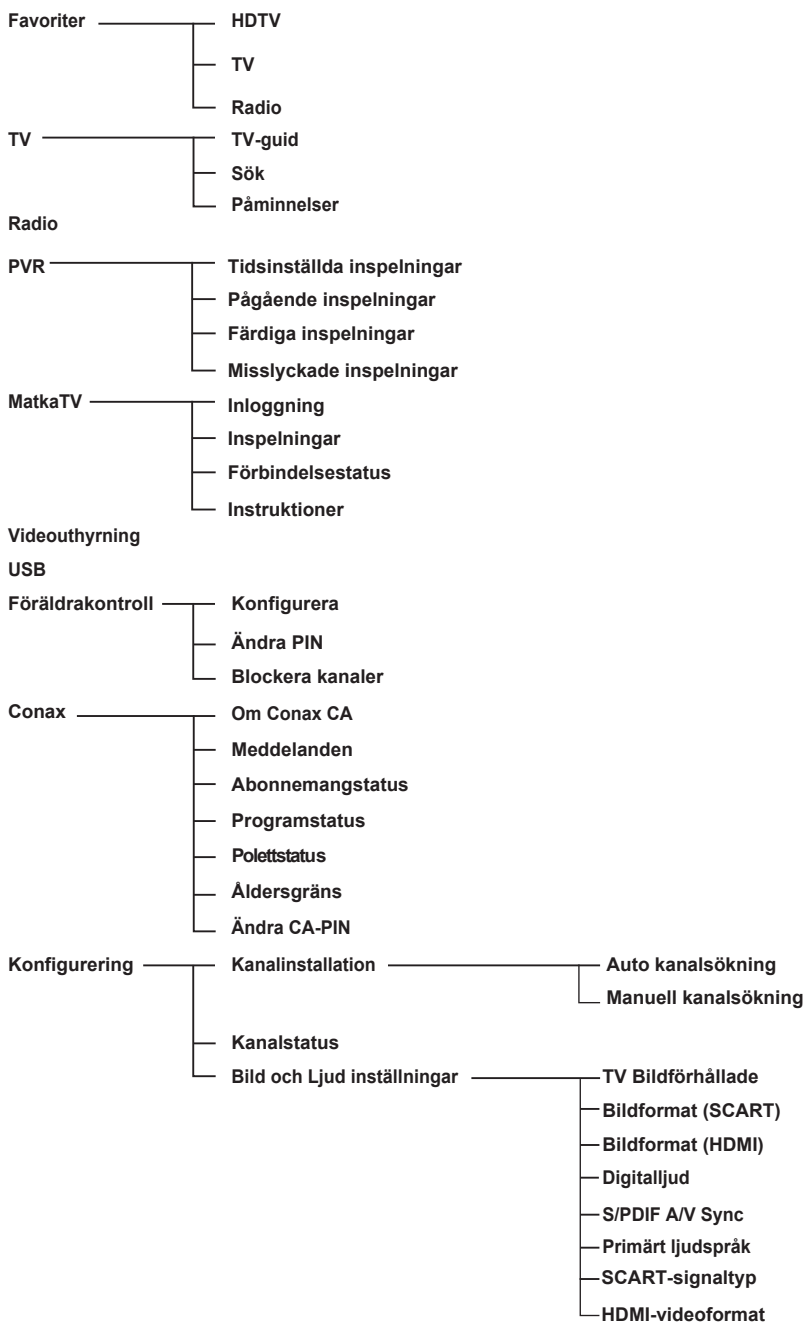 Favoriter
HDTV
TV
Radio
TV
TV-guid
Sök
Påminnelser
Radio
PVR
Tidsinställda inspelningar
Pågående inspelningar
Färdiga inspelningar
Misslyckade inspelningar
MatkaTV
Inloggning
Inspelningar
Förbindelsestatus
Instruktioner
Videouthyrning
USB
Föräldrakontroll
Konfigurera
Ändra PIN
Blockera kanaler
Conax
Om Conax CA
Meddelanden
Abonnemangstatus
Programstatus
Polettstatus
Åldersgräns
Ändra CA-PIN
Konfigurering
Kanalinstallation
Auto kanalsökning
Manuell kanalsökning
Kanalstatus
Bild och Ljud inställningar
TV Bildförhållade
Bildformat (SCART)
Bildformat (HDMI)
Digitalljud
S/PDIF A/V Sync
Primärt ljudspråk
SCART-signaltyp
HDMI-videoformat